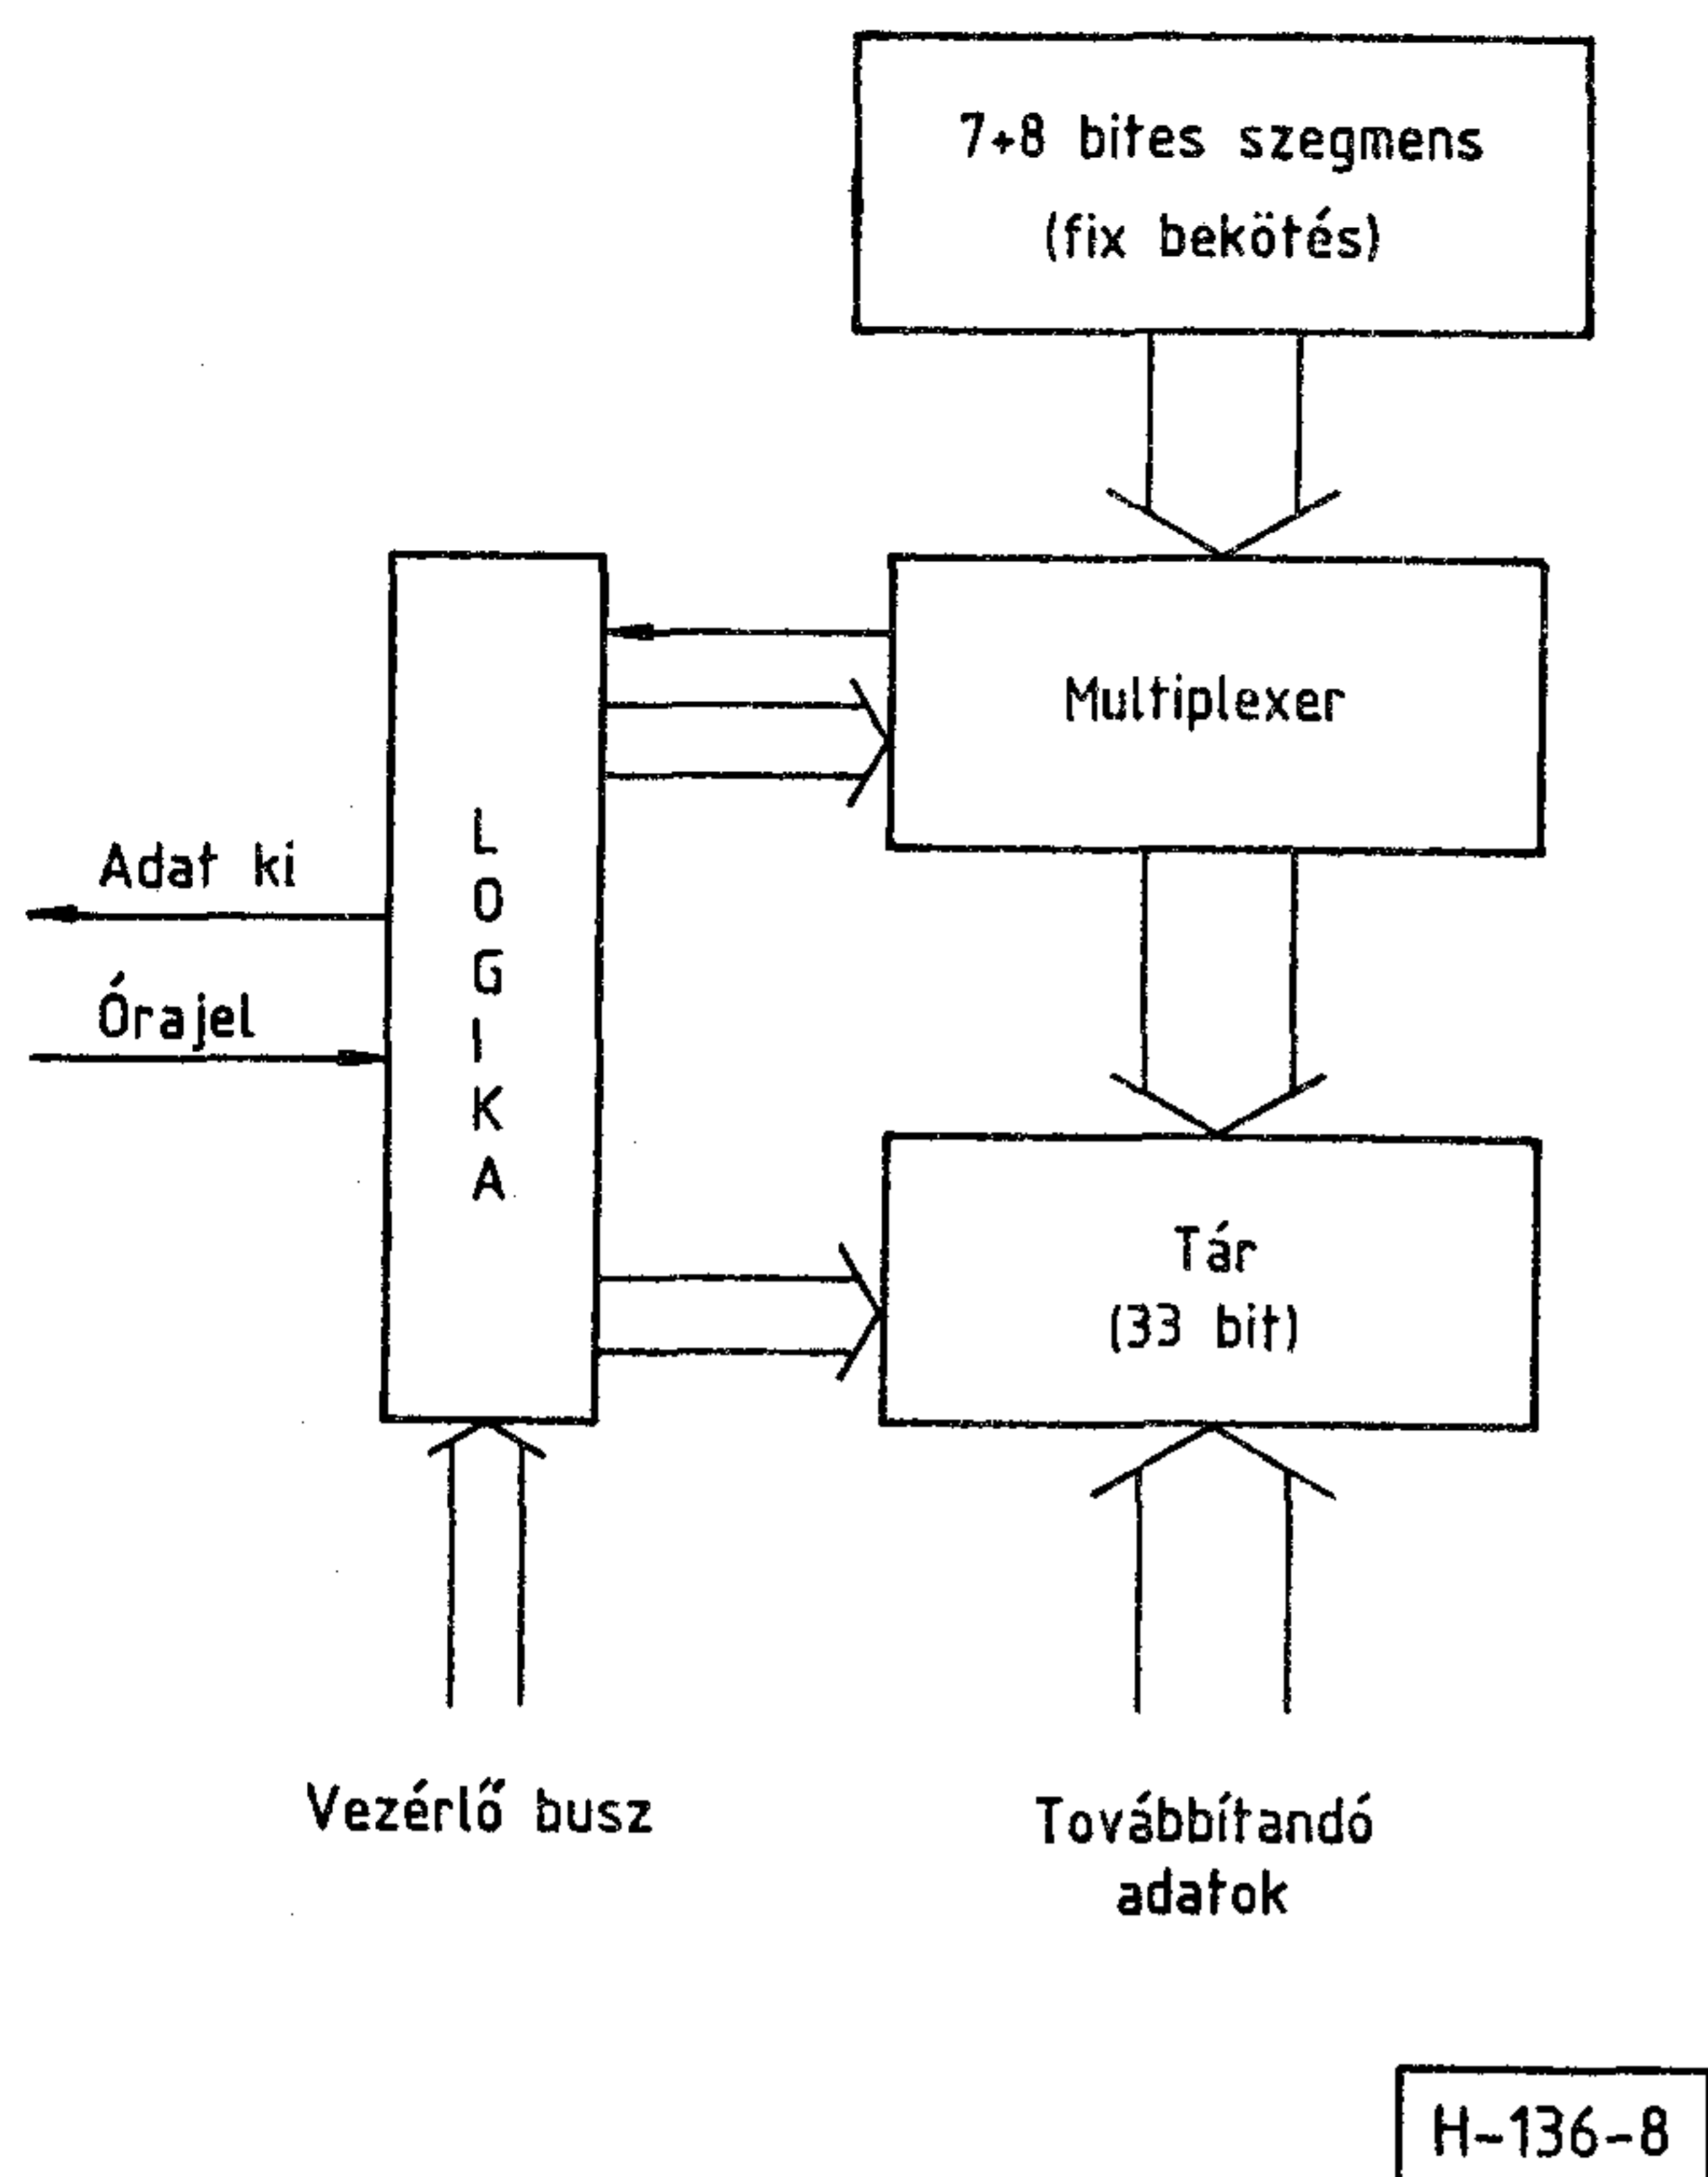 7+8 bites szegmens
(fix bekötés)
Multiplexer
LOGIKA
Adat ki
Órajel
Tár
(33 bit)
Vezérlő busz
Továbbítandó
adatok
H-136-8